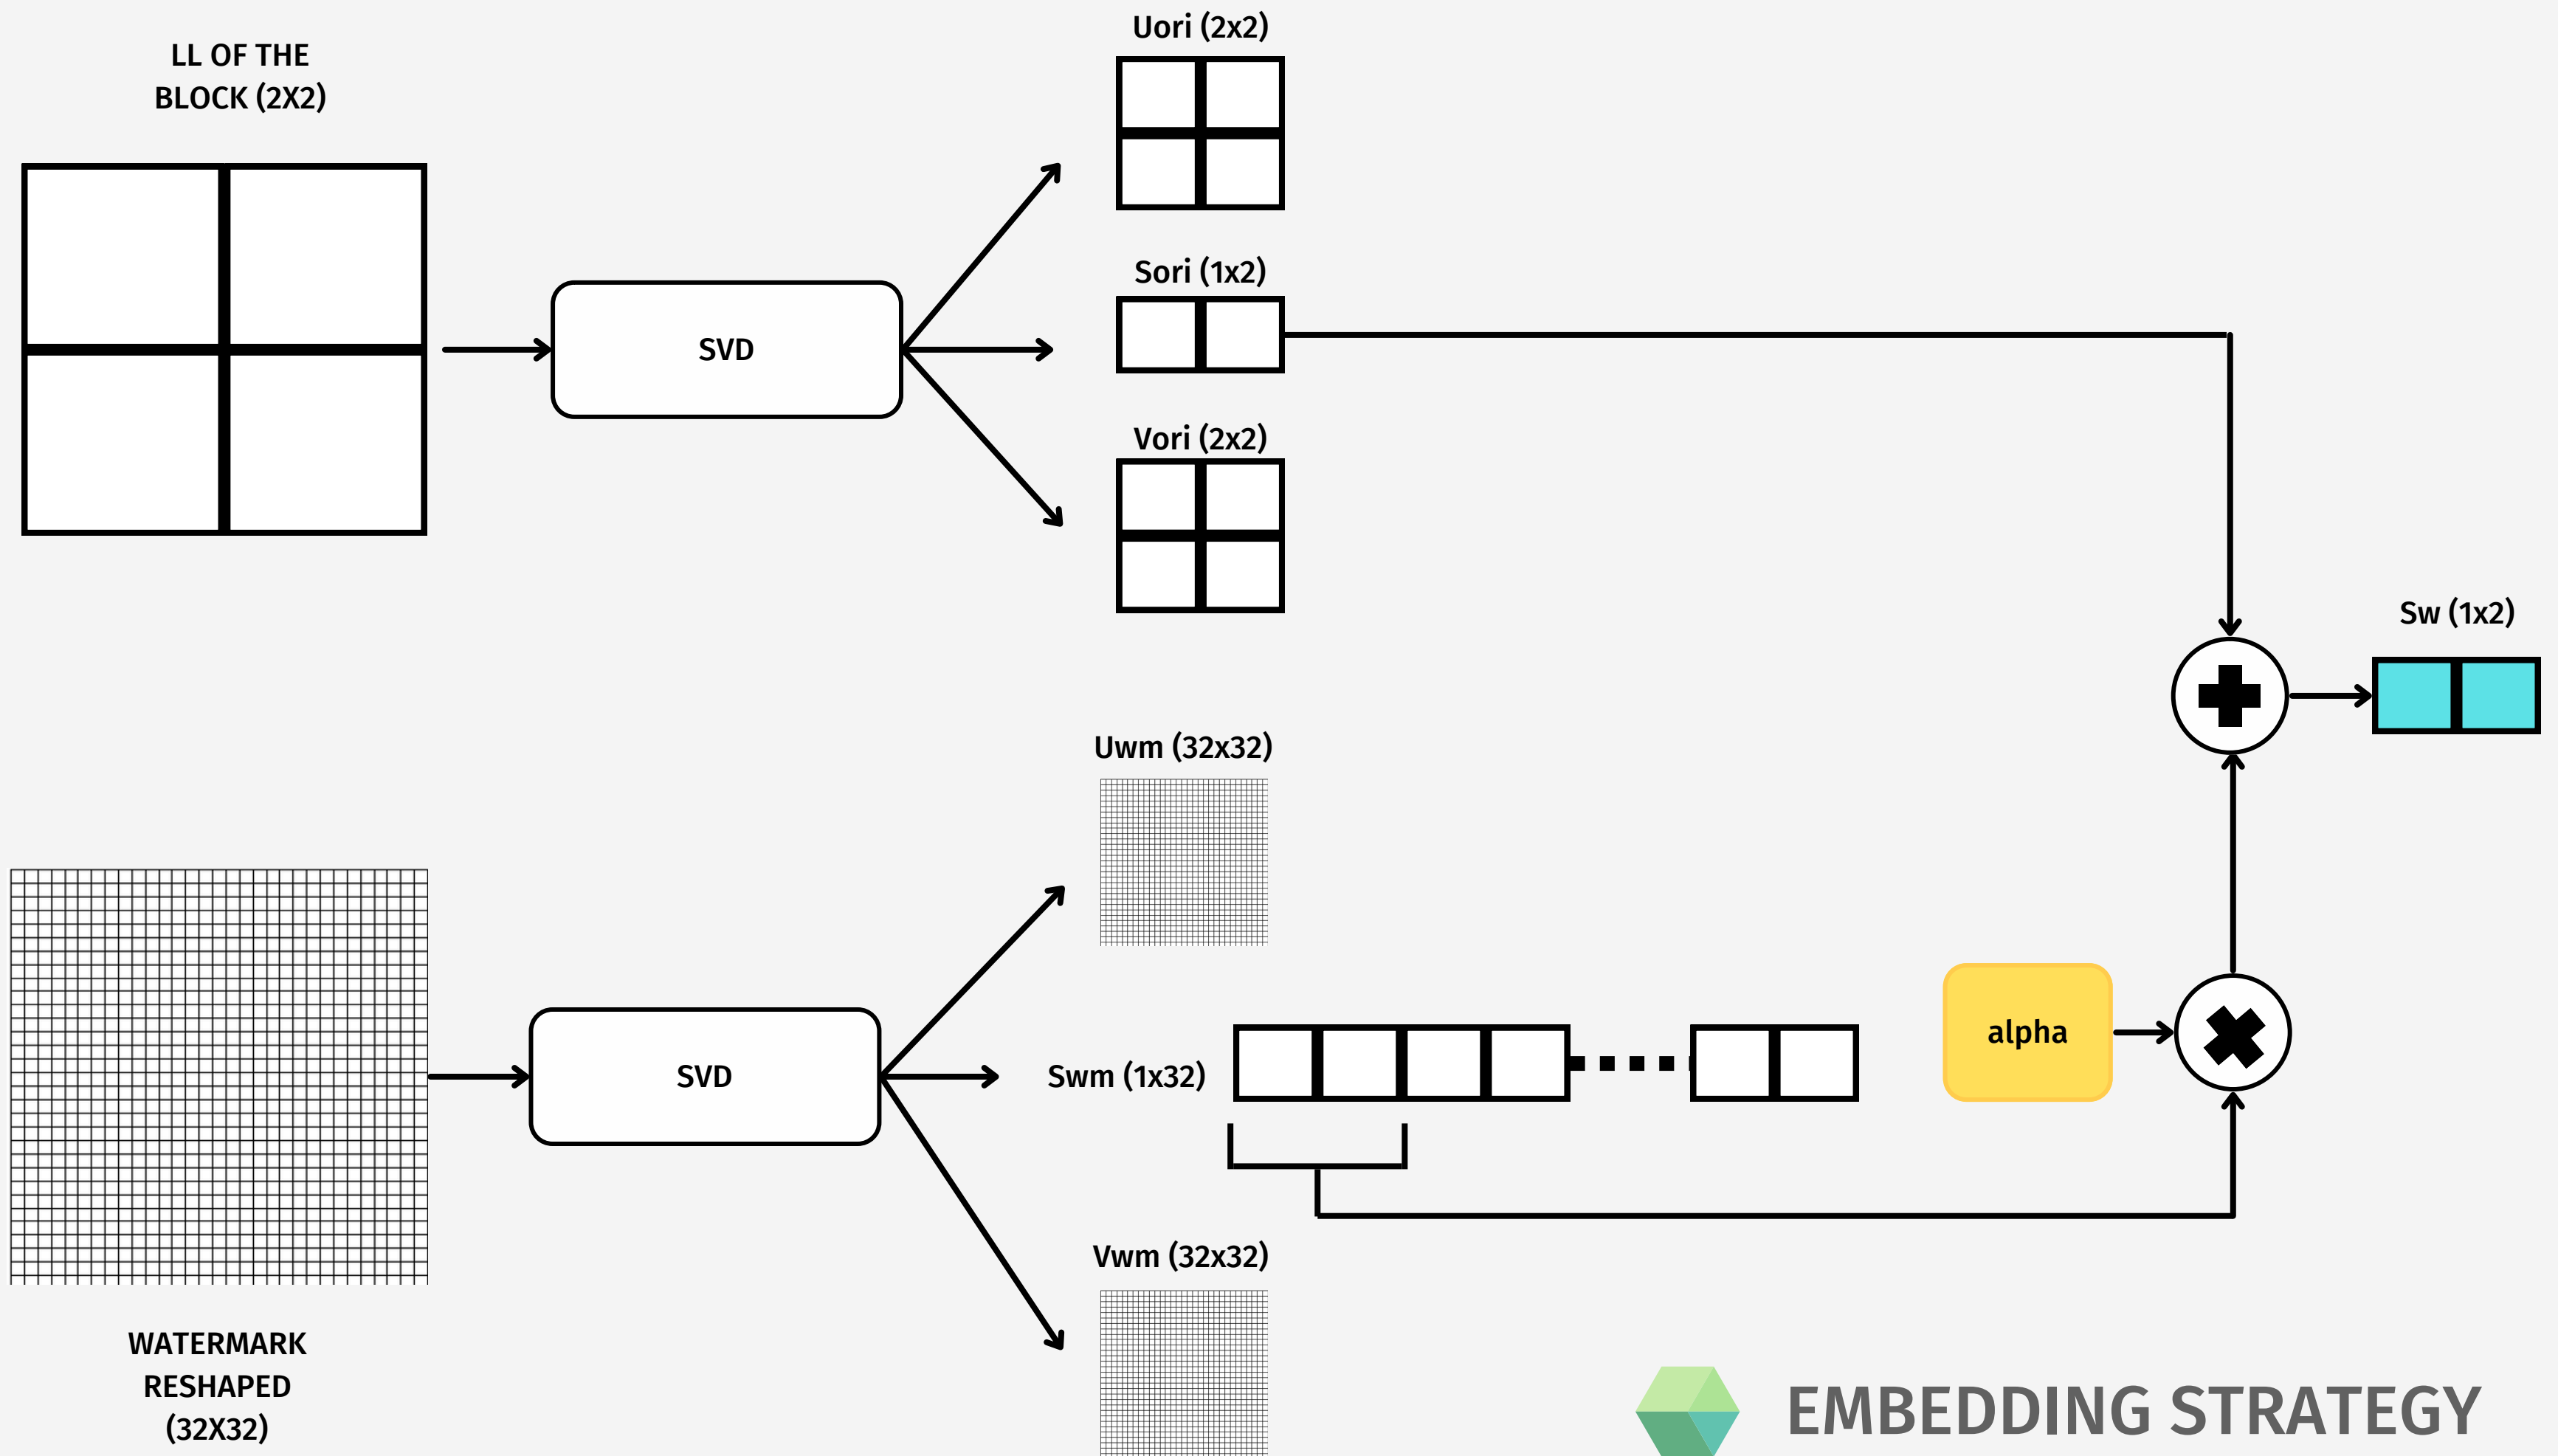 LL OF THE
BLOCK (2X2)
Uori (2x2)
Sori (1x2)
SVD
Vori (2x2)
Sw (1x2)
Uwm (32x32)
alpha
SVD
Swm (1x32)
Vwm (32x32)
WATERMARK
RESHAPED
(32X32)
EMBEDDING STRATEGY